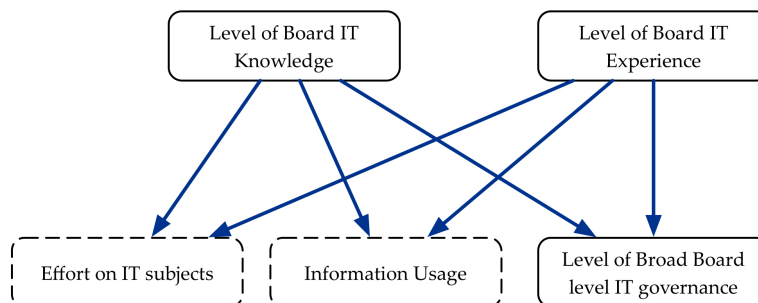 Level of Board IT
Knowledge
Level of Board IT
Experience
Effort on IT subjects
Information Usage
Level of Broad Board
level IT governance